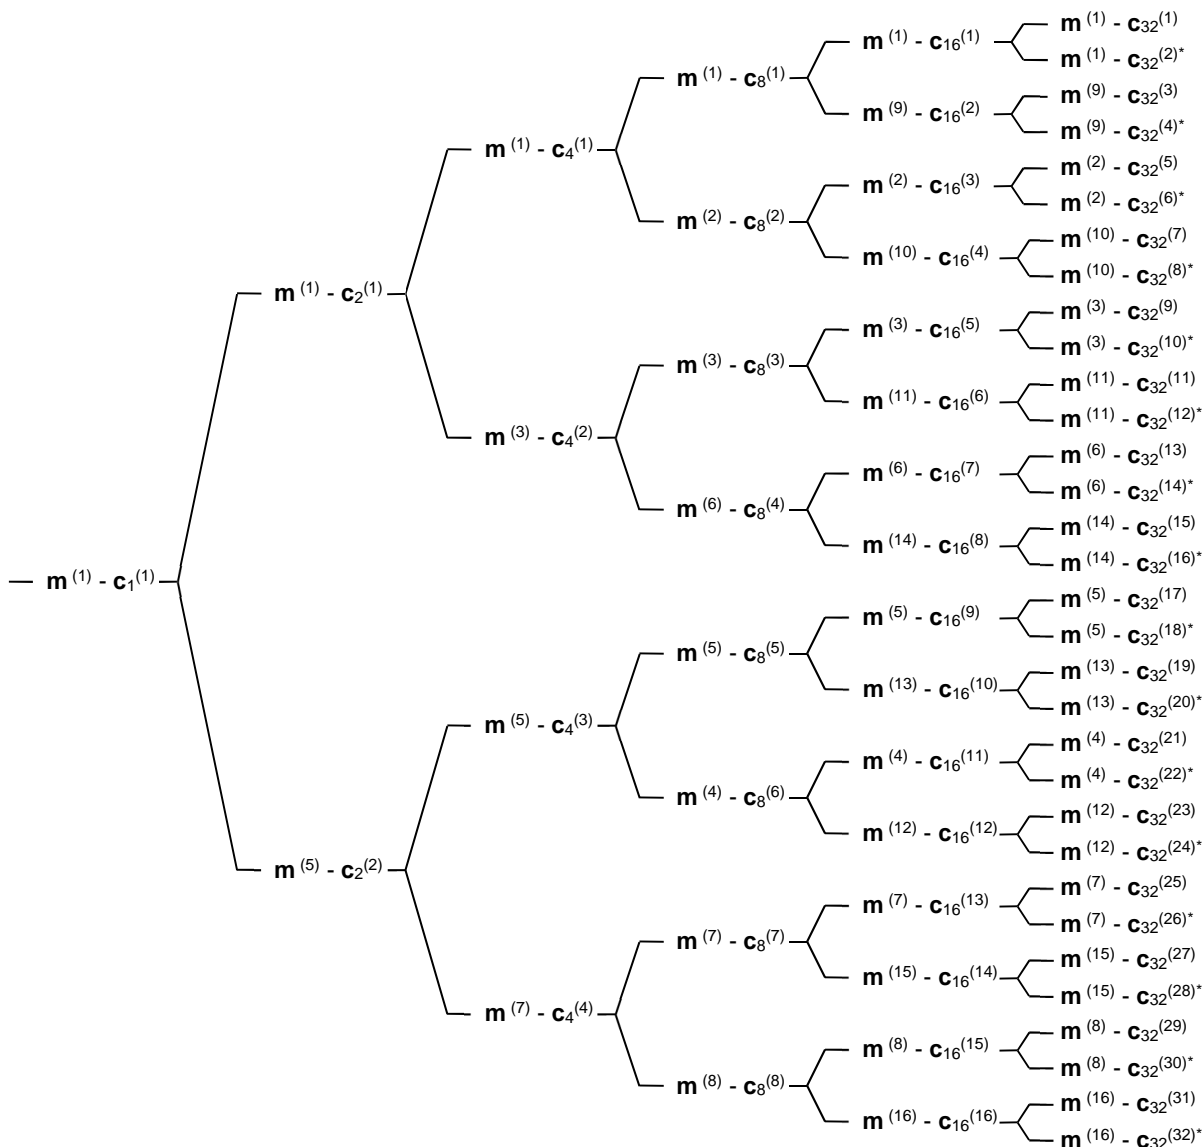 m (1) - c1(1)
m (1) - c2(1)
m (5) - c2(2)
m (1) - c4(1)
m (3) - c4(2)
m (5) - c4(3)
m (7) - c4(4)
m (1) - c8(1)
m (2) - c8(2)
m (3) - c8(3)
m (6) - c8(4)
m (5) - c8(5)
m (4) - c8(6)
m (7) - c8(7)
m (8) - c8(8)
m (1) - c16(1)
m (9) - c16(2)
m (2) - c16(3)
m (10) - c16(4)
m (3) - c16(5)
m (11) - c16(6)
m (6) - c16(7)
m (14) - c16(8)
m (5) - c16(9)
m (13) - c16(10)
m (4) - c16(11)
m (12) - c16(12)
m (7) - c16(13)
m (15) - c16(14)
m (8) - c16(15)
m (16) - c16(16)
m (1) - c32(1)
m (1) - c32(2)*
m (9) - c32(3)
m (9) - c32(4)*
m (2) - c32(5)
m (2) - c32(6)*
m (10) - c32(7)
m (10) - c32(8)*
m (3) - c32(9)
m (3) - c32(10)*
m (11) - c32(11)
m (11) - c32(12)*
m (6) - c32(13)
m (6) - c32(14)*
m (14) - c32(15)
m (14) - c32(16)*
m (5) - c32(17)
m (5) - c32(18)*
m (13) - c32(19)
m (13) - c32(20)*
m (4) - c32(21)
m (4) - c32(22)*
m (12) - c32(23)
m (12) - c32(24)*
m (7) - c32(25)
m (7) - c32(26)*
m (15) - c32(27)
m (15) - c32(28)*
m (8) - c32(29)
m (8) - c32(30)*
m (16) - c32(31)
m (16) - c32(32)*